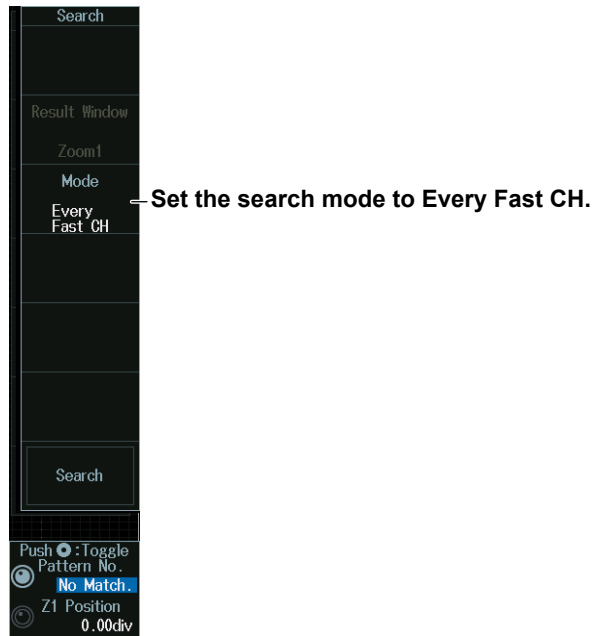 Search
Result Window
Zoom1
Mode
Every
Fast CH
Set the search mode to Every Fast CH.
Search
Push :Toggle
Pattern No.
No Match.
Z1 Position
0.00div